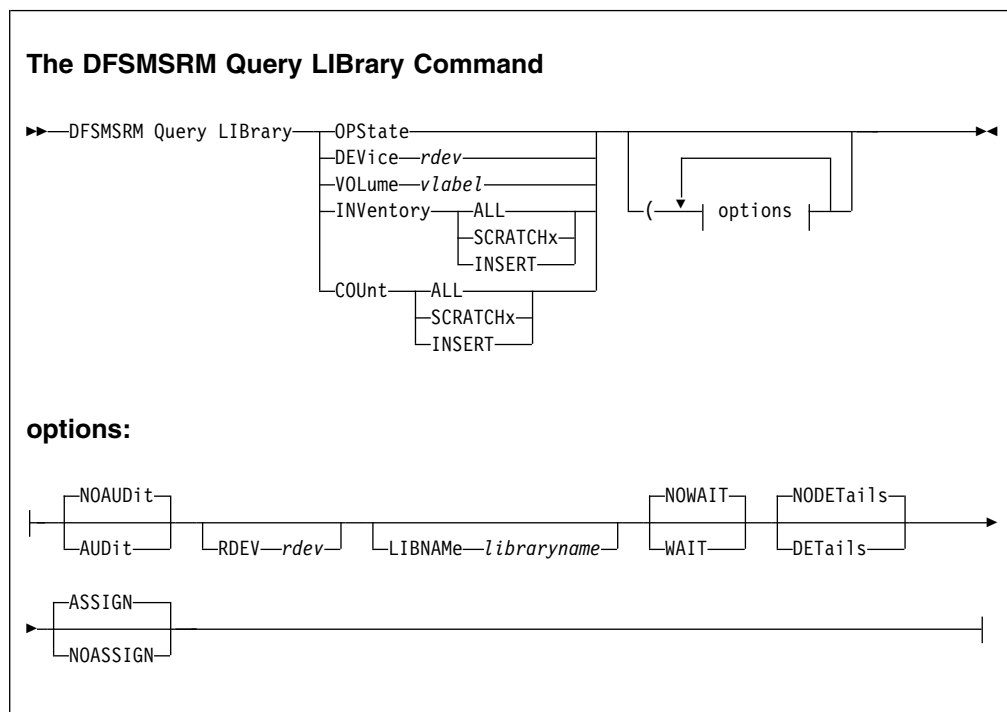 The DFSMSRM Query LIBrary Command
DFSMSRM Query LIBrary OPState
DEVice rdev
VOLume vlabel
( options
INVentory ALL
SCRATCHx
INSERT
COUnt ALL
SCRATCHx
INSERT
options:
NOAUDit NOWAIT NODETails
AUDit RDEV rdev LIBNAMe libraryname WAIT DETails
ASSIGN
NOASSIGN